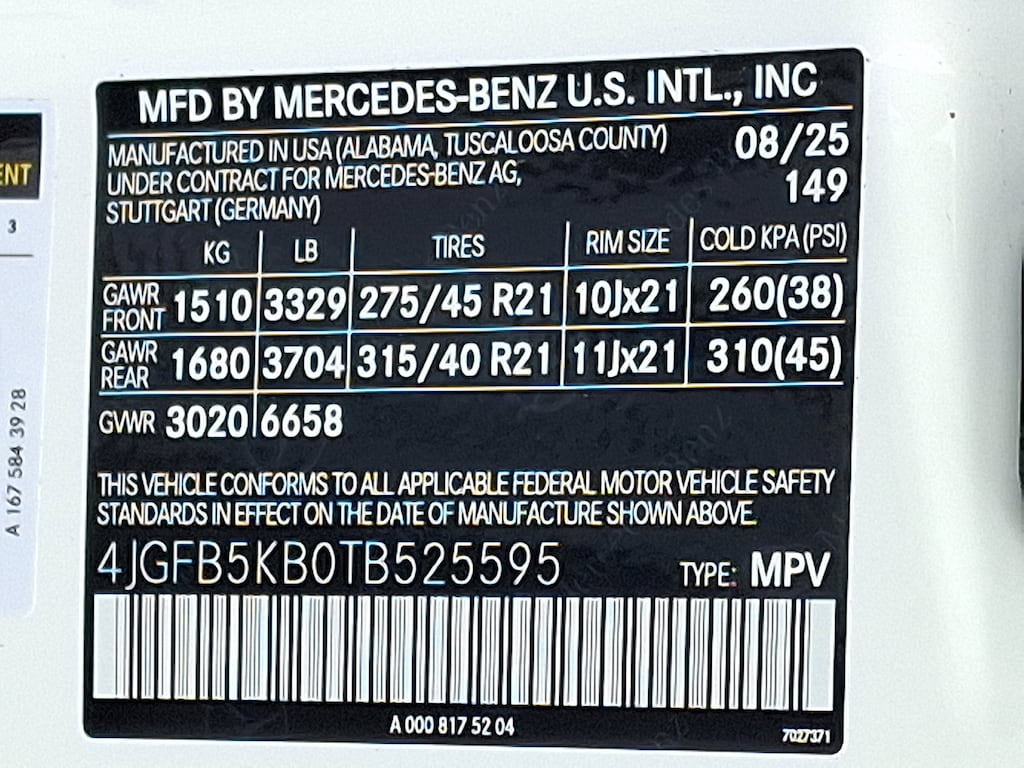 MFD BY MERCEDES-BENZ U.S. INTL., INC
MANUFACTURED IN USA (ALABAMA, TUSCALOOSA COUNTY) 08/25
UNDER CONTRACT FOR MERCEDES-BENZ AG, 149
STUTTGART (GERMANY)
KG LB TIRES RIM SIZE COLD KPA (PSI)
GAWR FRONT 1510 3329 275/45 R21 10Jx21 260(38)
GAWR REAR 1680 3704 315/40 R21 11Jx21 310(45)
GVWR 3020 6658
THIS VEHICLE CONFORMS TO ALL APPLICABLE FEDERAL MOTOR VEHICLE SAFETY
STANDARDS IN EFFECT ON THE DATE OF MANUFACTURE SHOWN ABOVE.
4JGFB5KB0TB525595 TYPE: MPV
A 000 817 52 04 7027371
ENT
3
A 167 584 39 28